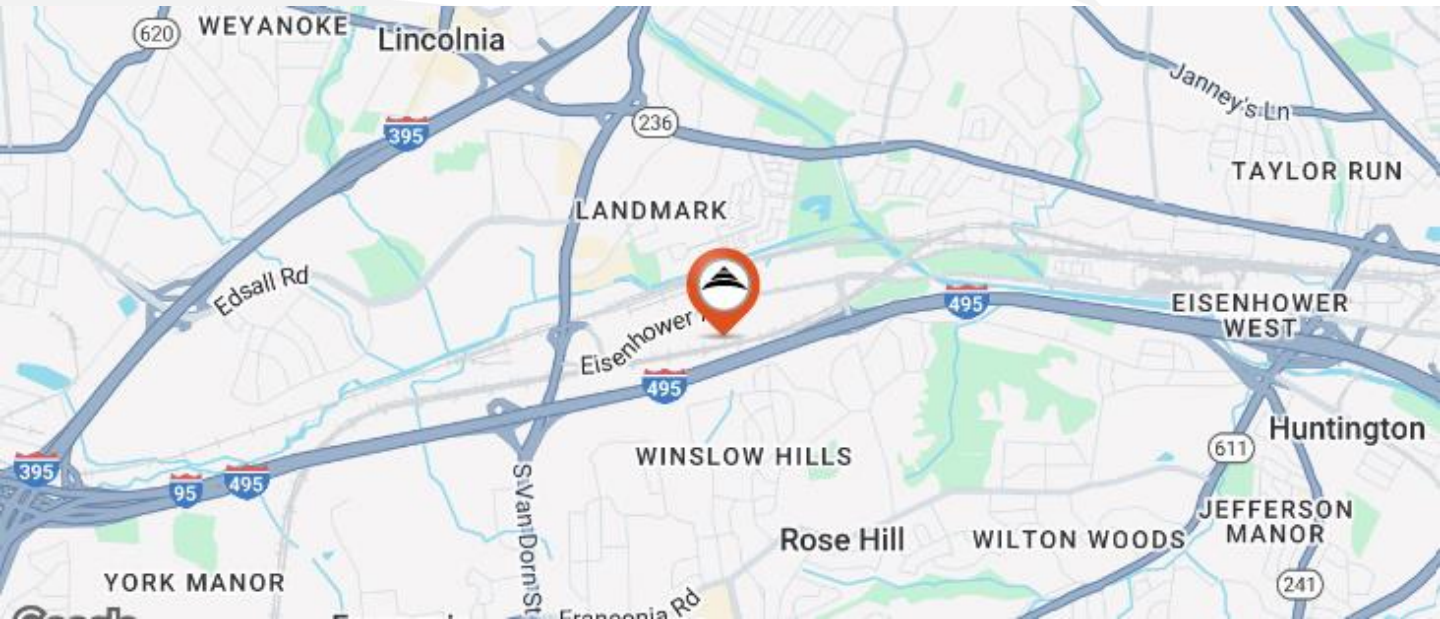 620
WEYANOKE
Lincolnia
395
236
Janney's Ln
TAYLOR RUN
LANDMARK
Edsall Rd
495
EISENHOWER
WEST
Eisenhower
495
Huntington
611
WINSLOW HILLS
395
95
495
S Van Dorn St
JEFFERSON
MANOR
Rose Hill
WILTON WOODS
YORK MANOR
241
Franconia Rd